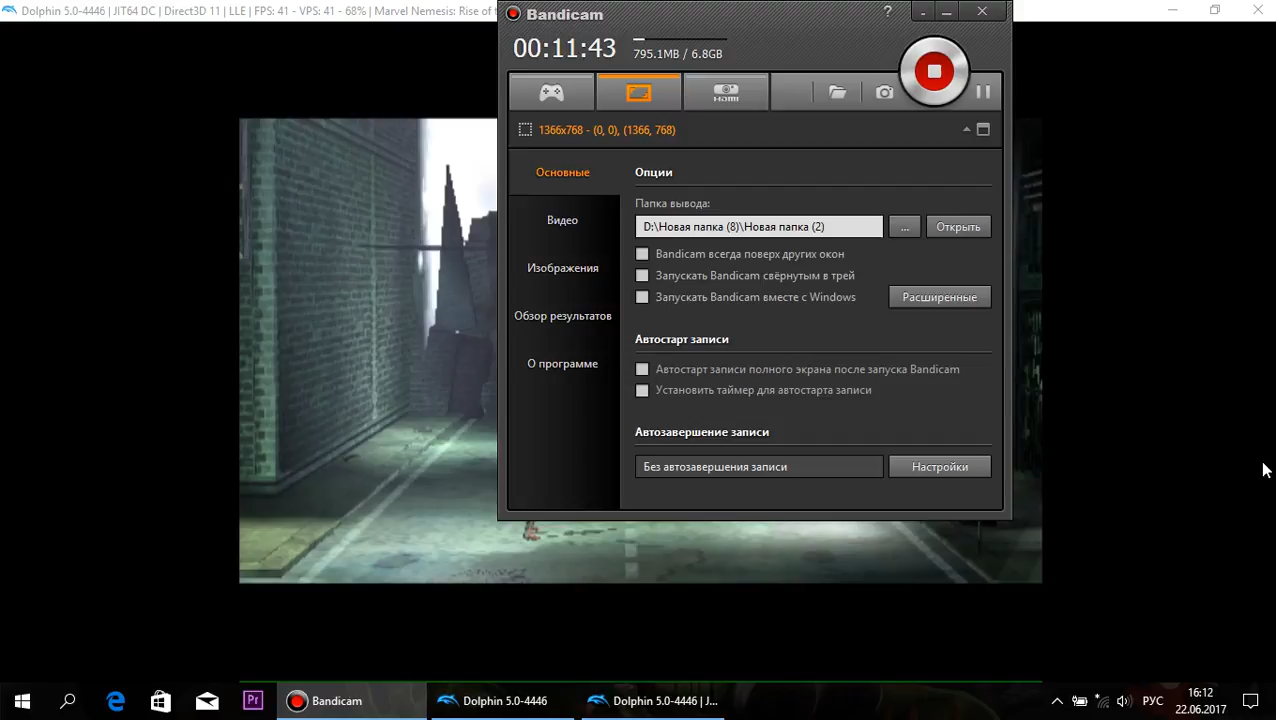 Dolphin 5.0-4446 | JIT64 DC | Direct3D 11 | LLE | FPS: 41 - VPS: 41 - 68% | Marvel Nemesis: Rise of
Bandicam
?
00:11:43
795.1MB / 6.8GB
HDMI
1366x768 - (0, 0), (1366, 768)
Основные
Видео
Изображения
Обзор результатов
О программе
Опции
Папка вывода:
D:\Новая папка (8)\Новая папка (2)
...
Открыть
Bandicam всегда поверх других окон
Запускать Bandicam свёрнутым в трей
Запускать Bandicam вместе с Windows
Расширенные
Автостарт записи
Автостарт записи полного экрана после запуска Bandicam
Установить таймер для автостарта записи
Автозавершение записи
Без автозавершения записи
Настройки
Pr
Bandicam
Dolphin 5.0-4446
Dolphin 5.0-4446 | J...
РУС
16:12
22.06.2017